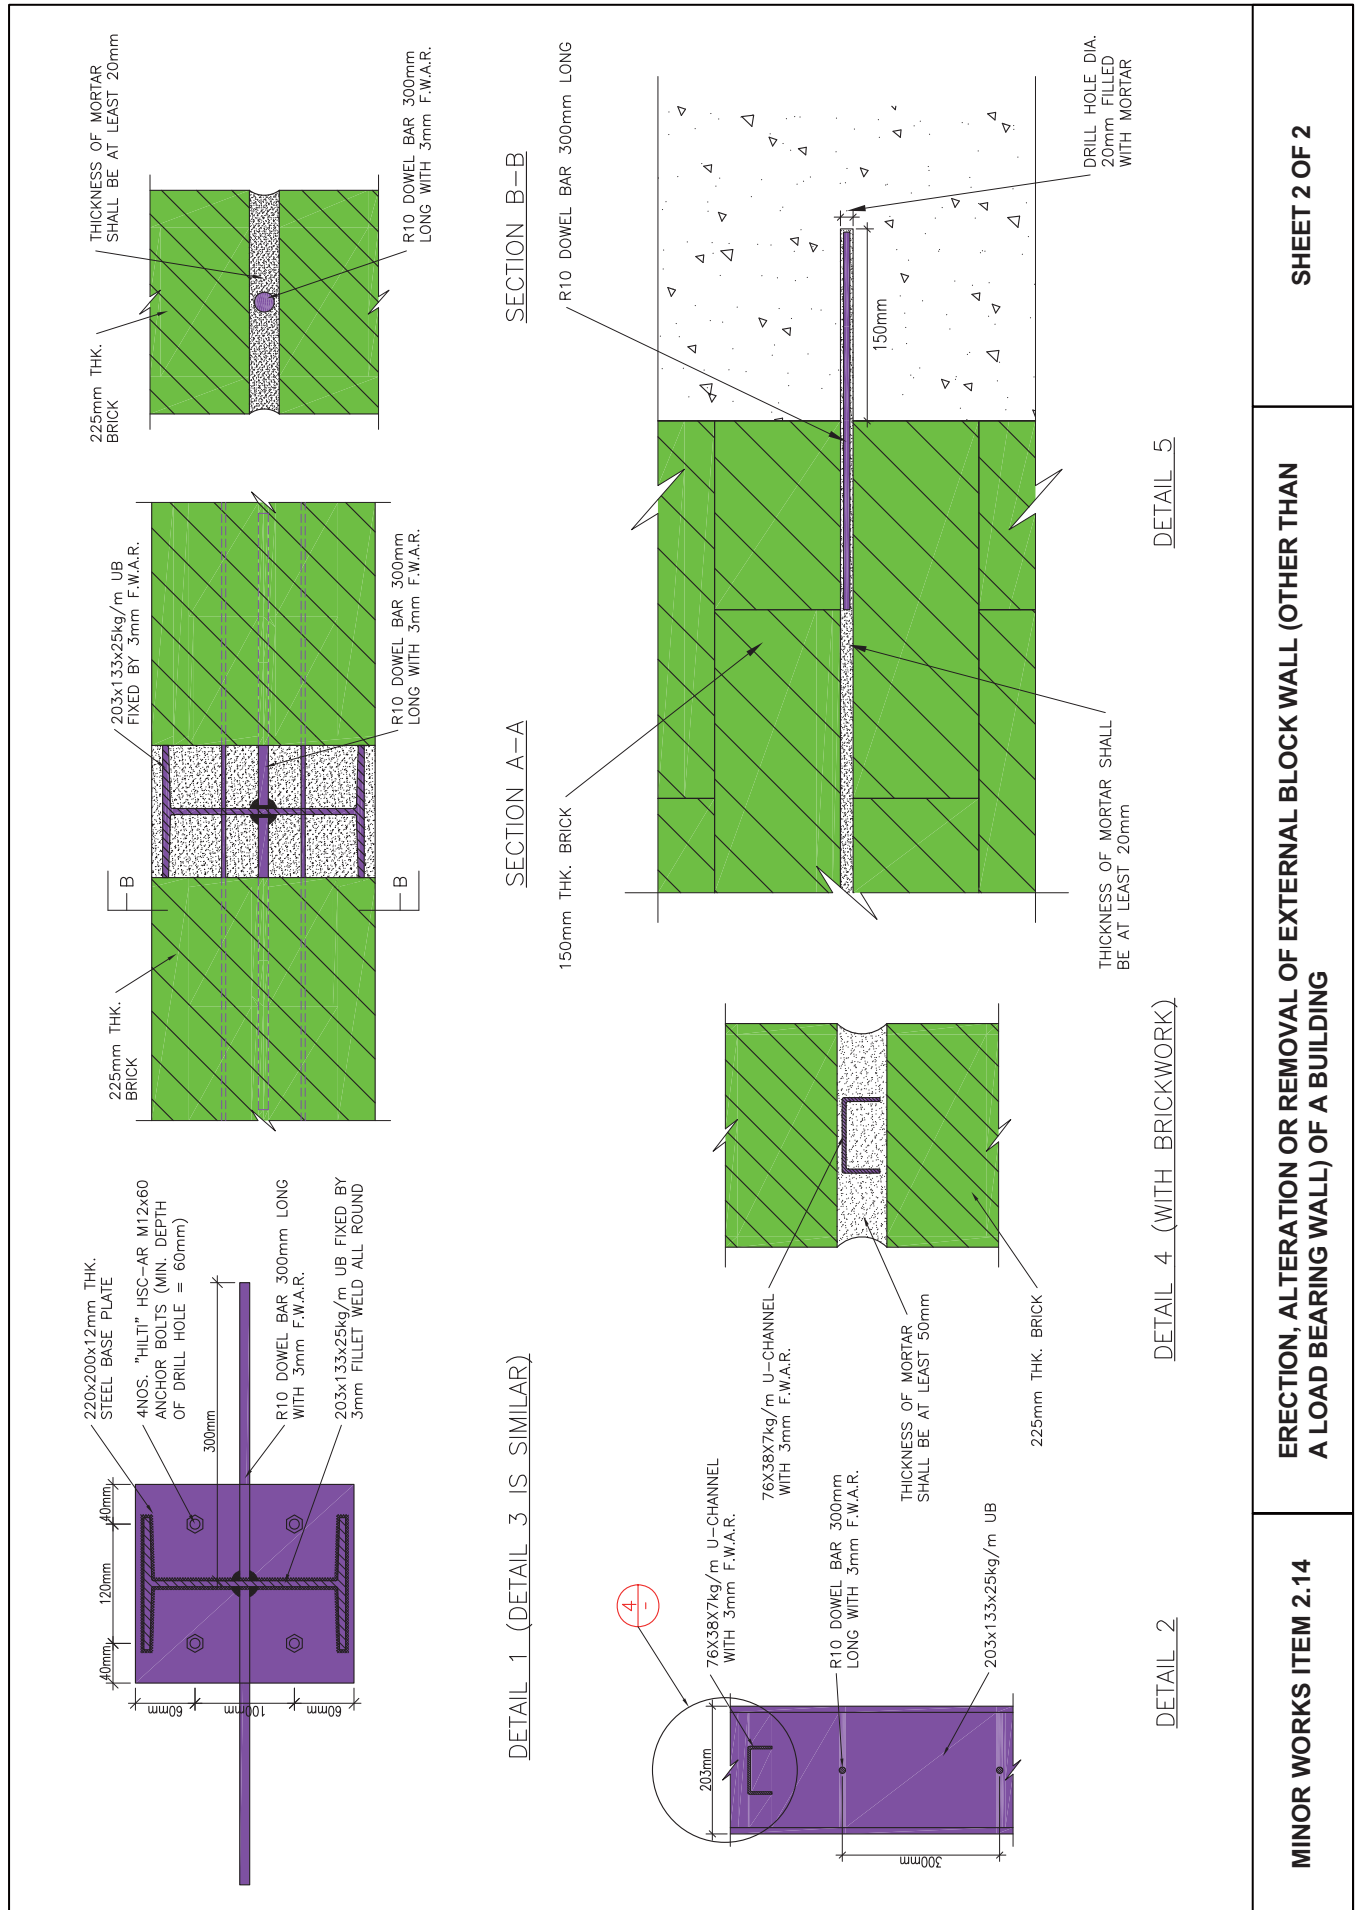 220x200x12mm THK.
STEEL BASE PLATE
4NOS. "HILTI" HSC-AR M12x60
ANCHOR BOLTS (MIN. DEPTH
OF DRILL HOLE = 60mm)
R10 DOWEL BAR 300mm LONG
WITH 3mm F.W.A.R.
203x133x25kg/m UB FIXED BY
3mm FILLET WELD ALL ROUND
300mm
40mm
120mm
40mm
60mm
100mm
60mm
DETAIL 1 (DETAIL 3 IS SIMILAR)
225mm THK.
BRICK
203x133x25kg/m UB
FIXED BY 3mm F.W.A.R.
R10 DOWEL BAR 300mm
LONG WITH 3mm F.W.A.R.
B
B
SECTION A-A
225mm THK.
BRICK
THICKNESS OF MORTAR
SHALL BE AT LEAST 20mm
R10 DOWEL BAR 300mm
LONG WITH 3mm F.W.A.R.
SECTION B-B
4
-
203mm
300mm
76X38X7kg/m U-CHANNEL
WITH 3mm F.W.A.R.
R10 DOWEL BAR 300mm
LONG WITH 3mm F.W.A.R.
203x133x25kg/m UB
DETAIL 2
76X38X7kg/m U-CHANNEL
WITH 3mm F.W.A.R.
THICKNESS OF MORTAR
SHALL BE AT LEAST 50mm
225mm THK. BRICK
DETAIL 4 (WITH BRICKWORK)
150mm THK. BRICK
R10 DOWEL BAR 300mm LONG
150mm
DRILL HOLE DIA.
20mm FILLED
WITH MORTAR
THICKNESS OF MORTAR SHALL
BE AT LEAST 20mm
DETAIL 5
MINOR WORKS ITEM 2.14
ERECTION, ALTERATION OR REMOVAL OF EXTERNAL BLOCK WALL (OTHER THAN
A LOAD BEARING WALL) OF A BUILDING
SHEET 2 OF 2